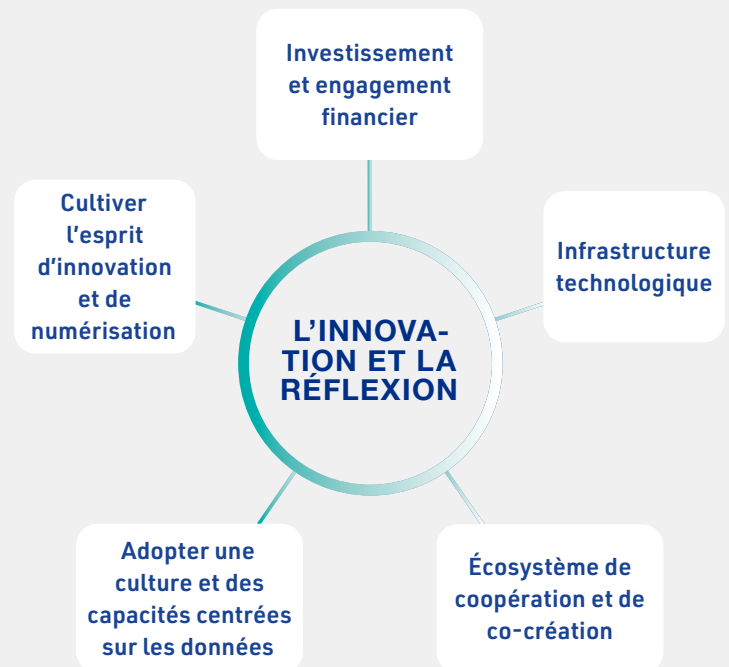 Investissement
et engagement
financier
Cultiver
l'esprit
d'innovation
et de
numérisation
Infrastructure
technologique
L'INNOVA-
TION ET LA
RÉFLEXION
Adopter une
culture et des
capacités centrées
sur les données
Écosystème de
coopération et de
co-création